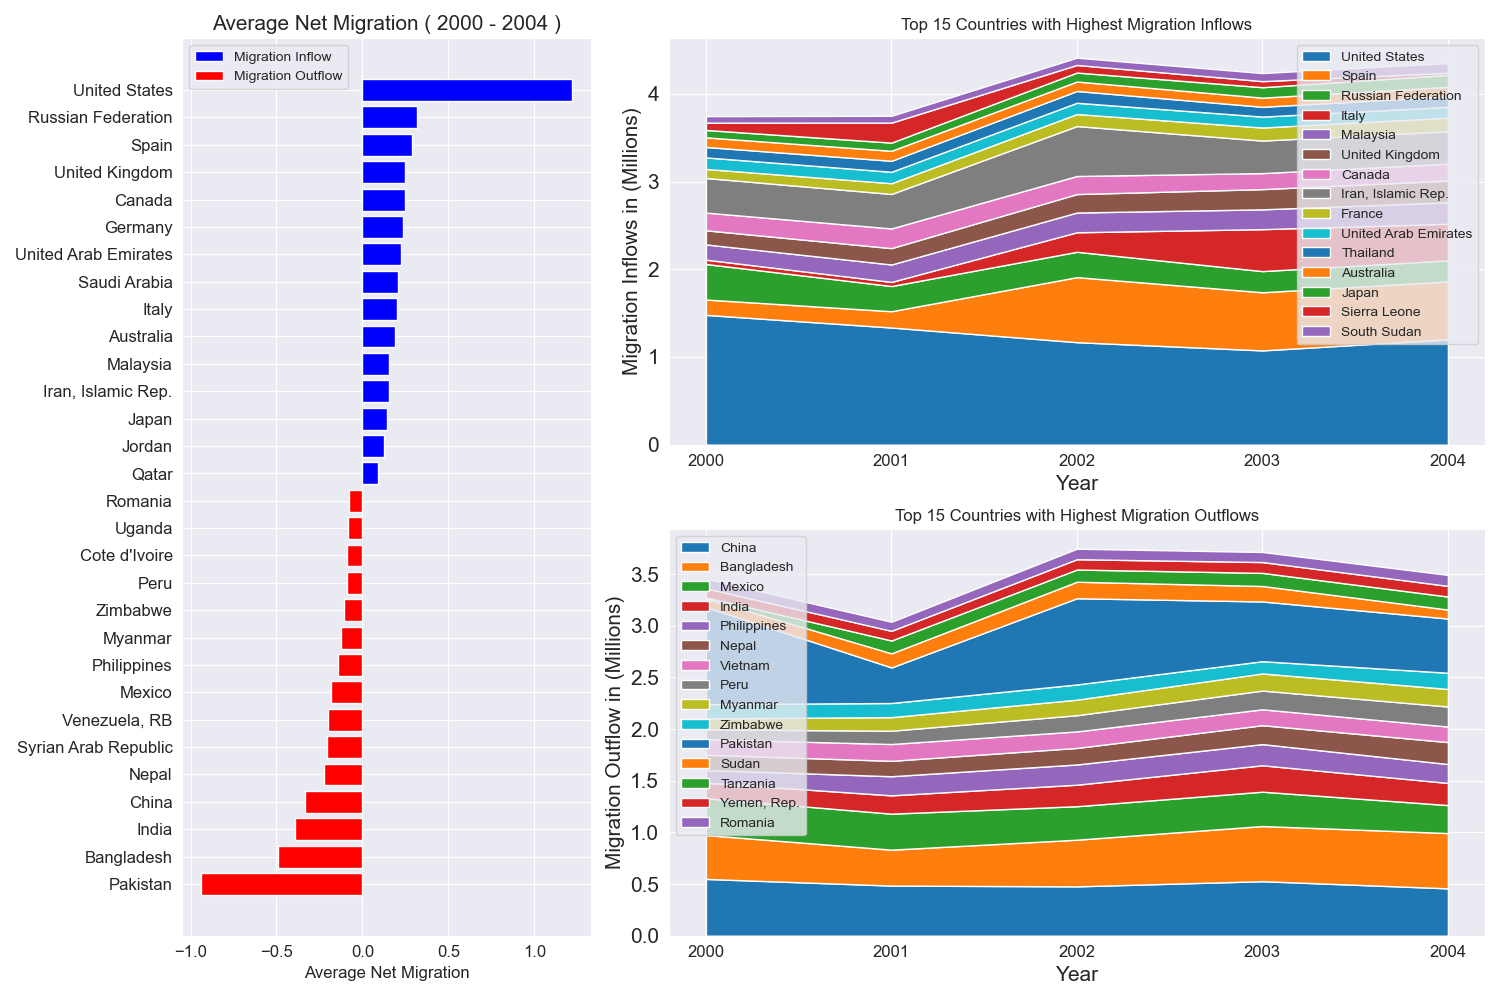 Average Net Migration ( 2000 - 2004 )
Migration Inflow
Migration Outflow
United States
Russian Federation
Spain
United Kingdom
Canada
Germany
United Arab Emirates
Saudi Arabia
Italy
Australia
Malaysia
Iran, Islamic Rep.
Japan
Jordan
Qatar
Romania
Uganda
Cote d'Ivoire
Peru
Zimbabwe
Myanmar
Philippines
Mexico
Venezuela, RB
Syrian Arab Republic
Nepal
China
India
Bangladesh
Pakistan
−1.0 −0.5 0.0 0.5 1.0
Average Net Migration
Top 15 Countries with Highest Migration Inflows
Migration Inflows in (Millions)
4
3
2
1
0
United States
Spain
Russian Federation
Italy
Malaysia
United Kingdom
Canada
Iran, Islamic Rep.
France
United Arab Emirates
Thailand
Australia
Japan
Sierra Leone
South Sudan
2000 2001 2002 2003 2004
Year
Top 15 Countries with Highest Migration Outflows
Migration Outflow in (Millions)
3.5
3.0
2.5
2.0
1.5
1.0
0.5
0.0
China
Bangladesh
Mexico
India
Philippines
Nepal
Vietnam
Peru
Myanmar
Zimbabwe
Pakistan
Sudan
Tanzania
Yemen, Rep.
Romania
2000 2001 2002 2003 2004
Year